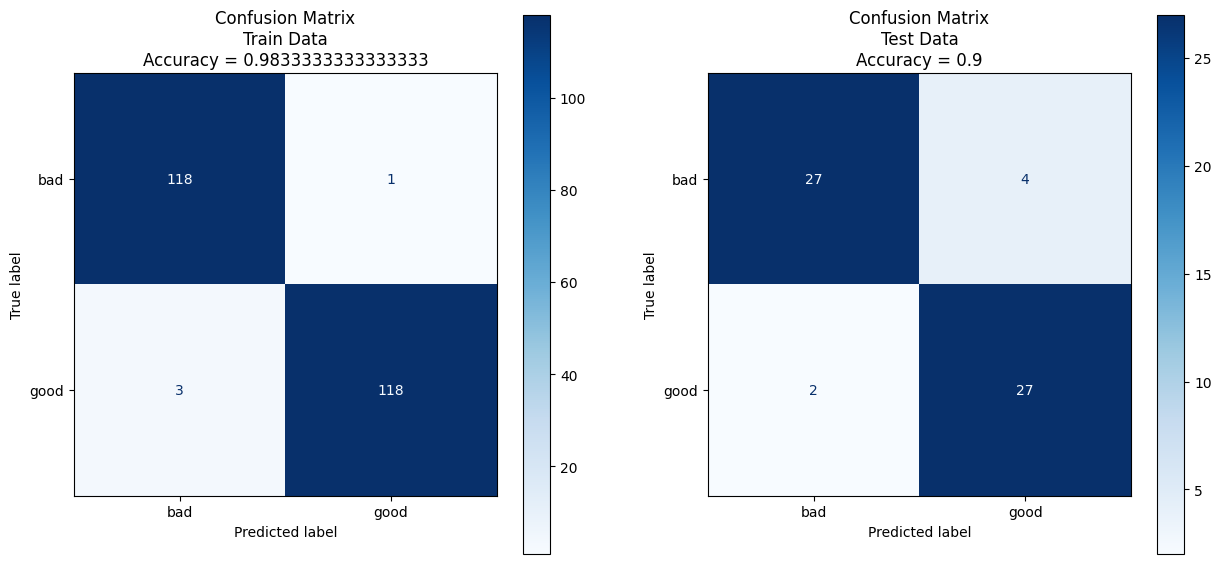 Confusion Matrix
Train Data
Accuracy = 0.9833333333333333
bad
good
True label
118
1
3
118
bad
good
Predicted label
100
80
60
40
20
Confusion Matrix
Test Data
Accuracy = 0.9
bad
good
True label
27
4
2
27
bad
good
Predicted label
25
20
15
10
5